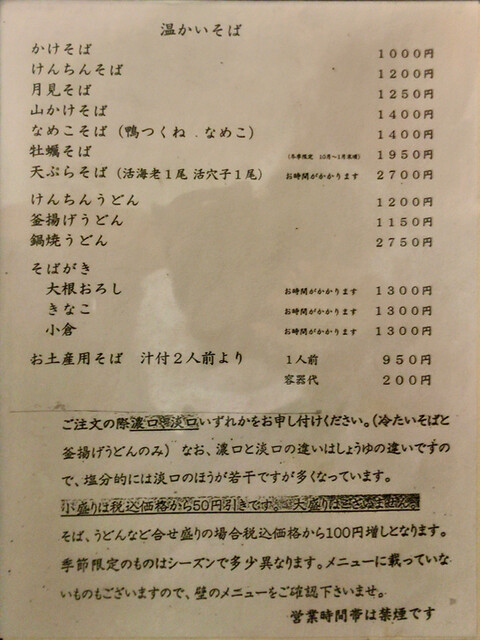 温かいそば
かけそば 1000円
けんちんそば 1200円
月見そば 1250円
山かけそば 1400円
なめこそば（鴨つくね．なめこ） 1400円
牡蠣そば （冬季限定 10月～1月末頃） 1950円
天ぷらそば（活海老1尾 活穴子1尾） お時間がかかります 2700円
けんちんうどん 1200円
釜揚げうどん 1150円
鍋焼うどん 2750円
そばがき
大根おろし お時間がかかります 1300円
きなこ お時間がかかります 1300円
小倉 お時間がかかります 1300円
お土産用そば 汁付2人前より 1人前 950円
容器代 200円
ご注文の際濃口、淡口いずれかをお申し付けください。（冷たいそばと
釜揚げうどんのみ） なお、濃口と淡口の違いはしょうゆの違いですの
で、塩分的には淡口のほうが若干ですが多くなっています。
小盛りは税込価格から50円引きです。 大盛りはございません。
そば、うどんなど合せ盛りの場合税込価格から100円増しとなります。
季節限定のものはシーズンで多少異なります。メニューに載っていな
いものもございますので、壁のメニューをご確認下さいませ。
営業時間帯は禁煙です